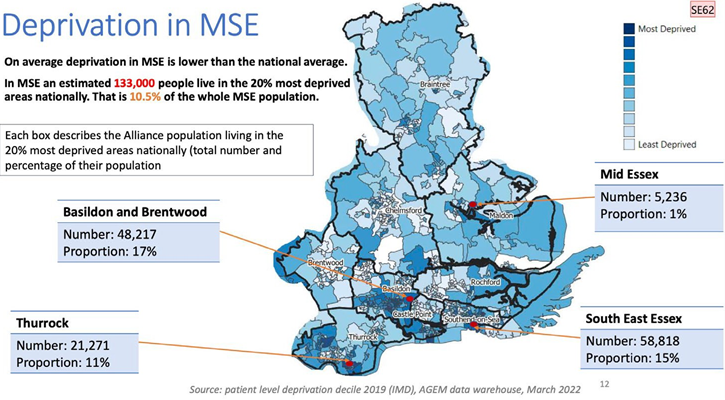 Deprivation in MSE
SE62
On average deprivation in MSE is lower than the national average.
In MSE an estimated 133,000 people live in the 20% most deprived
areas nationally. That is 10.5% of the whole MSE population.
Each box describes the Alliance population living in the
20% most deprived areas nationally (total number and
percentage of their population
Most Deprived
Least Deprived
Braintree
Mid Essex
Number: 5,236
Proportion: 1%
Chelmsford
Maldon
Basildon and Brentwood
Number: 48,217
Proportion: 17%
Brentwood
Basildon
Rochford
Castle Point
Southend-on-Sea
Thurrock
Thurrock
Number: 21,271
Proportion: 11%
South East Essex
Number: 58,818
Proportion: 15%
Source: patient level deprivation decile 2019 (IMD), AGEM data warehouse, March 2022
12